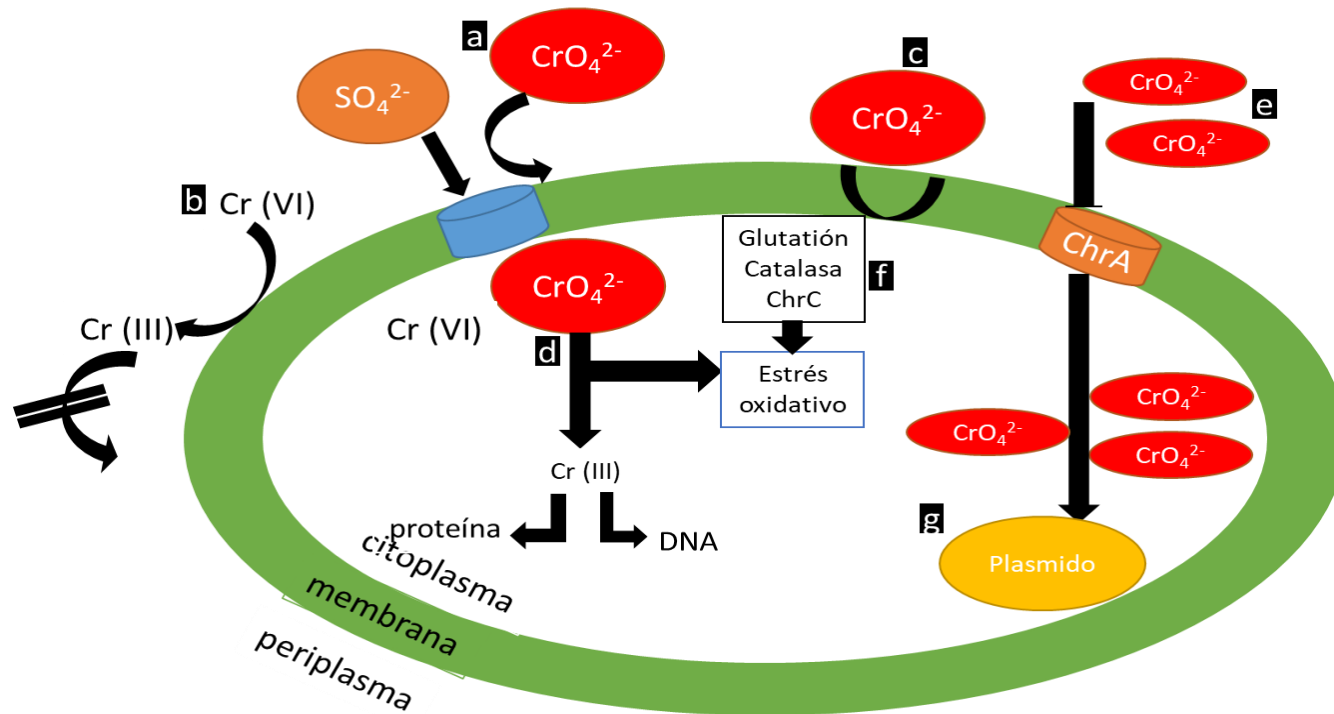 a
CrO₄²⁻
SO₄²⁻
c
CrO₄²⁻
CrO₄²⁻
e
CrO₄²⁻
b Cr (VI)
ChrA
Glutatión
Catalasa
ChrC
f
CrO₄²⁻
Cr (III)
Cr (VI)
d
Estrés
oxidativo
CrO₄²⁻
CrO₄²⁻
CrO₄²⁻
Cr (III)
proteína
DNA
g
Plasmido
citoplasma
membrana
periplasma